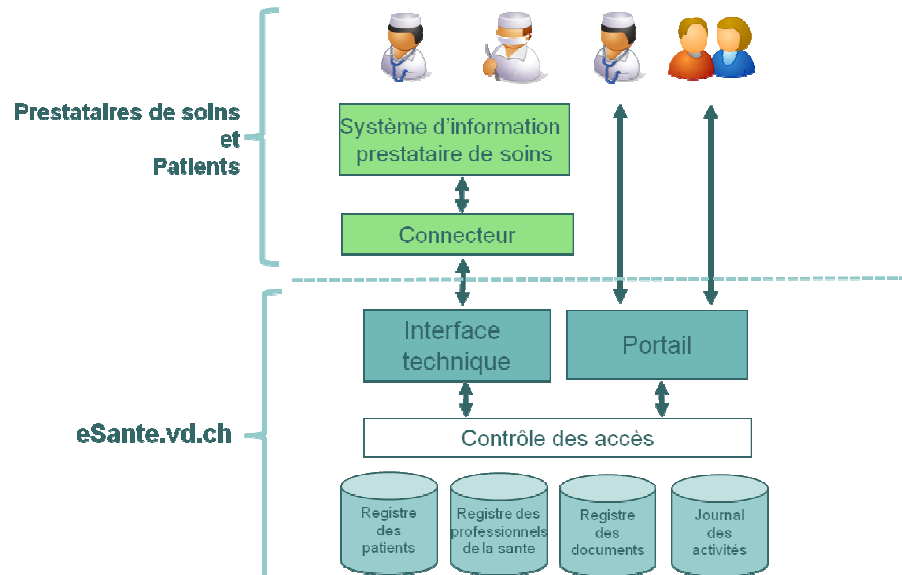 Prestataires de soins
et
Patients
Système d'information
prestataire de soins
Connecteur
Interface
technique
Portail
eSante.vd.ch
Contrôle des accès
Registre
des
patients
Registre des
professionnels
de la sante
Registre
des
documents
Journal
des
activités